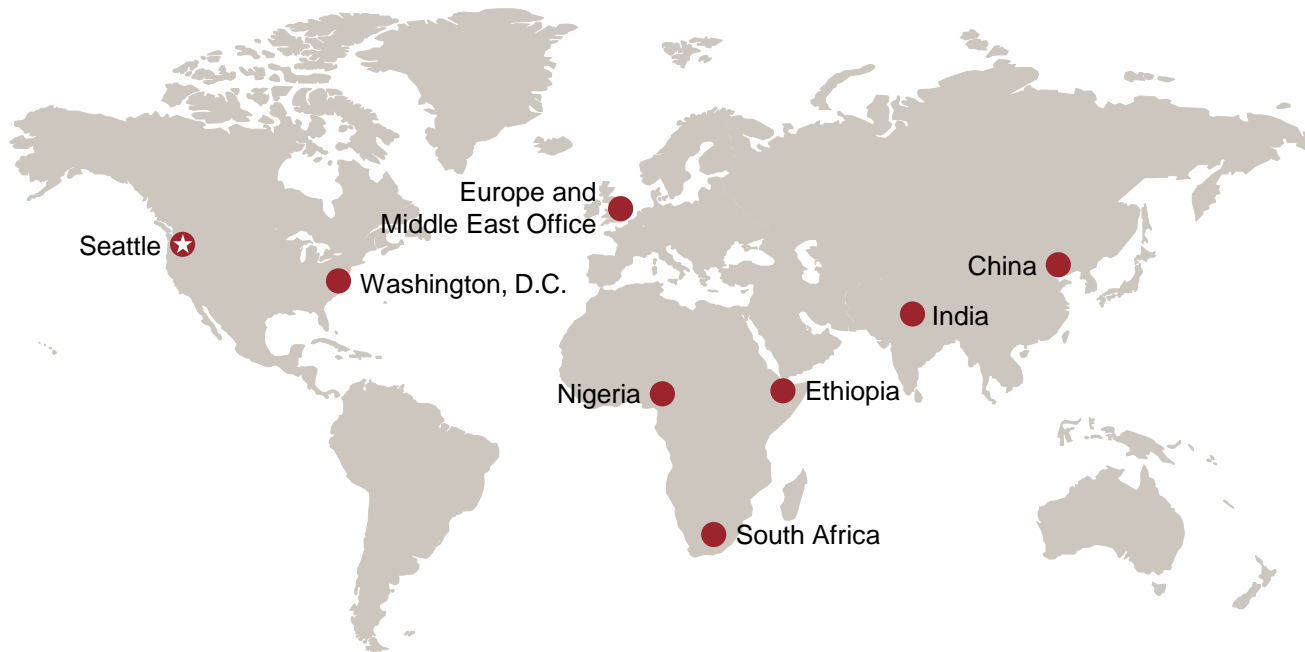 Europe and
Middle East Office
Seattle
Washington, D.C.
China
India
Nigeria
Ethiopia
South Africa